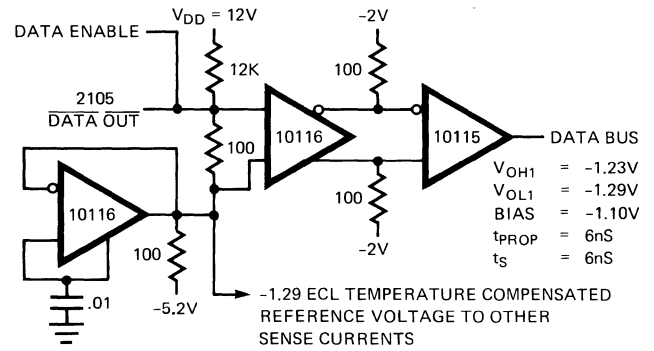 V_DD = 12V
-2V
DATA ENABLE
12K
100
2105
DATA OUT
10116
10115
DATA BUS
100
100
V_OH1 = -1.23V
V_OL1 = -1.29V
BIAS = -1.10V
t_PROP = 6nS
t_S = 6nS
10116
100
-2V
.01
-5.2V
-1.29 ECL TEMPERATURE COMPENSATED
REFERENCE VOLTAGE TO OTHER
SENSE CURRENTS